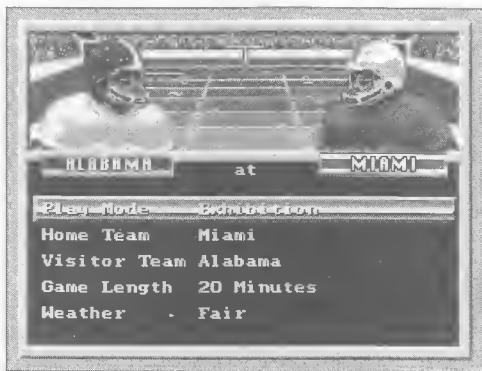 ALABAMA at MIAMI
Play Mode Exhibition
Home Team Miami
Visitor Team Alabama
Game Length 20 Minutes
Weather Fair